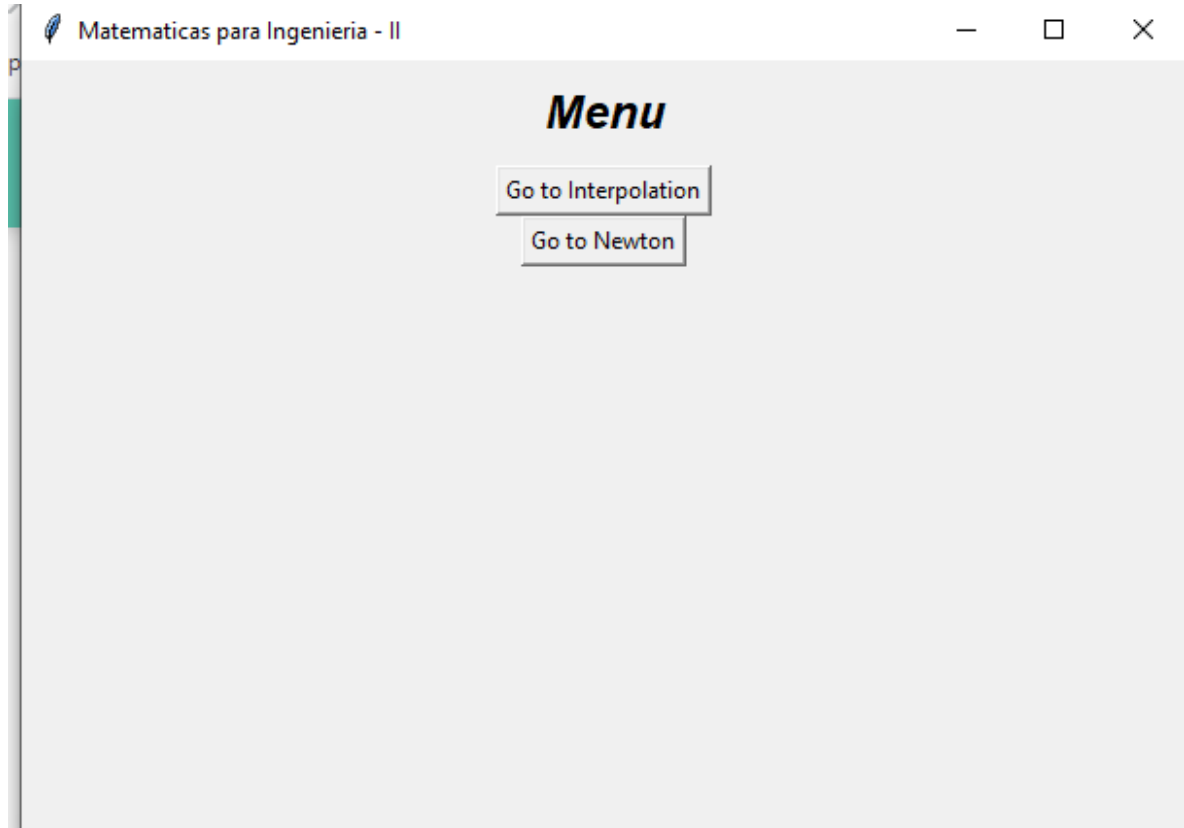 Matematicas para Ingenieria - II
p
Menu
Go to Interpolation
Go to Newton